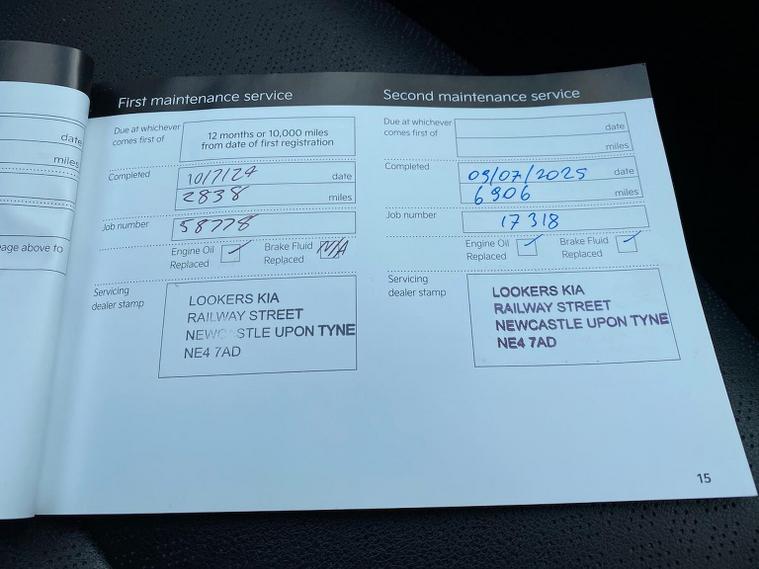 First maintenance service
Due at whichever
comes first of
12 months or 10,000 miles
from date of first registration
Completed
10/7/24 date
2838 miles
Job number
58778
Engine Oil
Replaced
Brake Fluid
Replaced
N/A
Servicing
dealer stamp
LOOKERS KIA
RAILWAY STREET
NEWCASTLE UPON TYNE
NE4 7AD
Second maintenance service
Due at whichever
comes first of
date
miles
Completed
09/07/2025 date
6906 miles
Job number
17318
Engine Oil
Replaced
Brake Fluid
Replaced
Servicing
dealer stamp
LOOKERS KIA
RAILWAY STREET
NEWCASTLE UPON TYNE
NE4 7AD
15
date
miles
above to